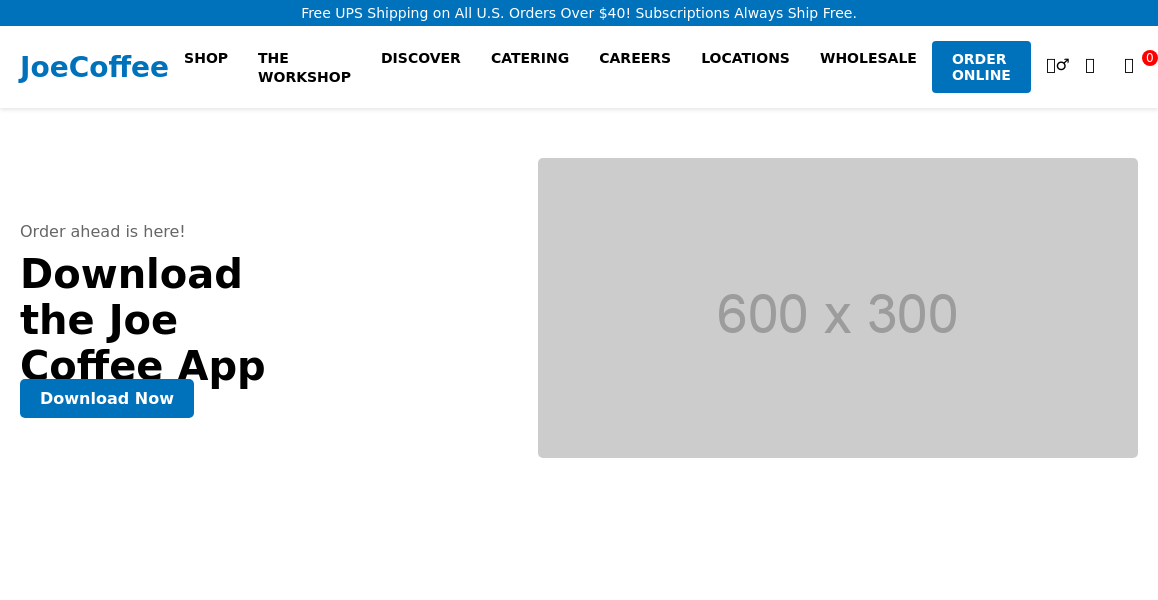 Free UPS Shipping on All U.S. Orders Over $40! Subscriptions Always Ship Free.
JoeCoffee
SHOP
THE
WORKSHOP
DISCOVER
CATERING
CAREERS
LOCATIONS
WHOLESALE
ORDER
ONLINE
0
Order ahead is here!
Download
the Joe
Coffee App
Download Now
600 x 300